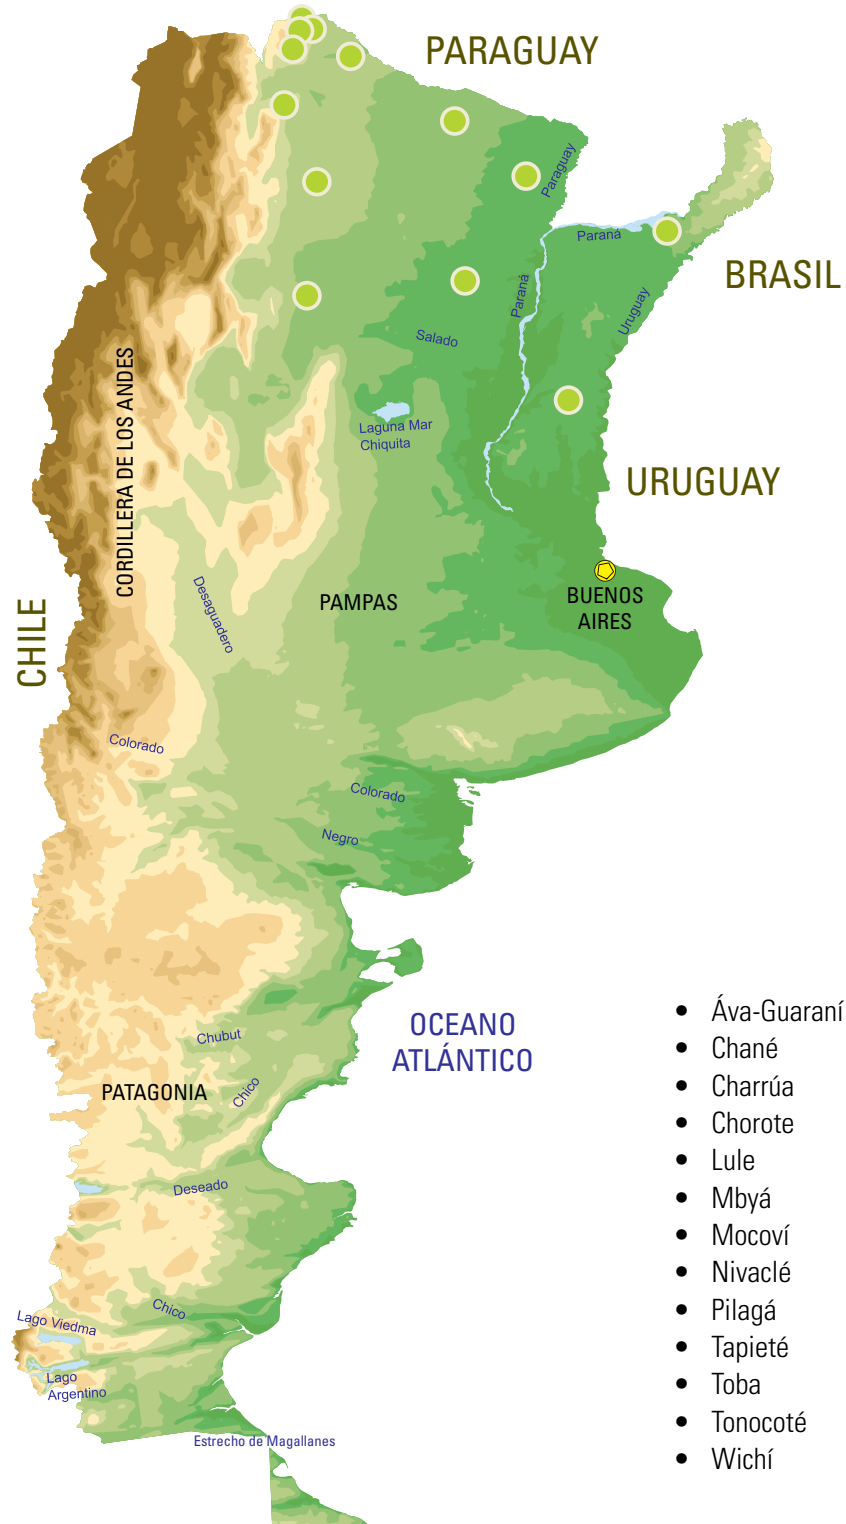 PARAGUAY
Paraguay
Paraná
BRASIL
Paraná
Uruguay
Salado
CORDILLERA DE LOS ANDES
Laguna Mar
Chiquita
URUGUAY
Desaguadero
PAMPAS
BUENOS
AIRES
CHILE
Colorado
Colorado
Negro
OCEANO
ATLÁNTICO
Chubut
PATAGONIA
Chico
Deseado
Chico
Lago Viedma
Lago
Argentino
Estrecho de Magallanes
• Áva-Guaraní
• Chané
• Charrúa
• Chorote
• Lule
• Mbyá
• Mocoví
• Nivaclé
• Pilagá
• Tapieté
• Toba
• Tonocoté
• Wichí